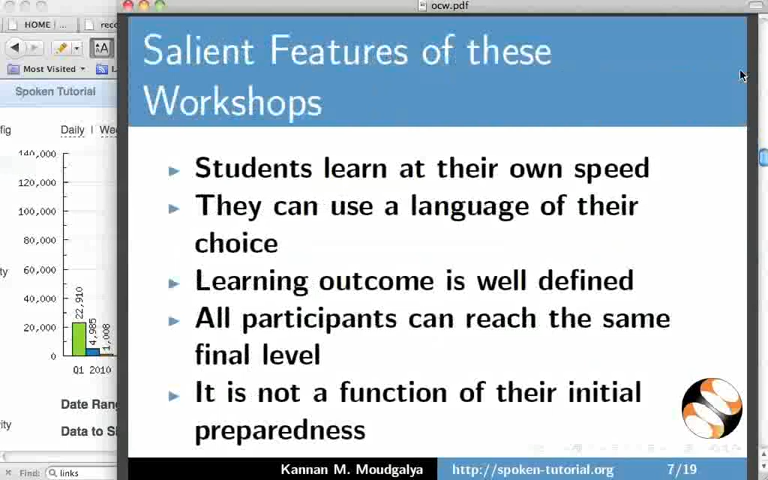 ocw.pdf
HOME
rec
A
Most Visited
L
Spoken Tutorial
fig
Daily | We
140,000
120,000
100,000
80,000
60,000
40,000
20,000
0
22,910
4,985
1,008
Q1 2010
Date Rang
Data to S
Find: links
Salient Features of these
Workshops
Students learn at their own speed
They can use a language of their
choice
Learning outcome is well defined
All participants can reach the same
final level
It is not a function of their initial
preparedness
Kannan M. Moudgalya http://spoken-tutorial.org 7/19